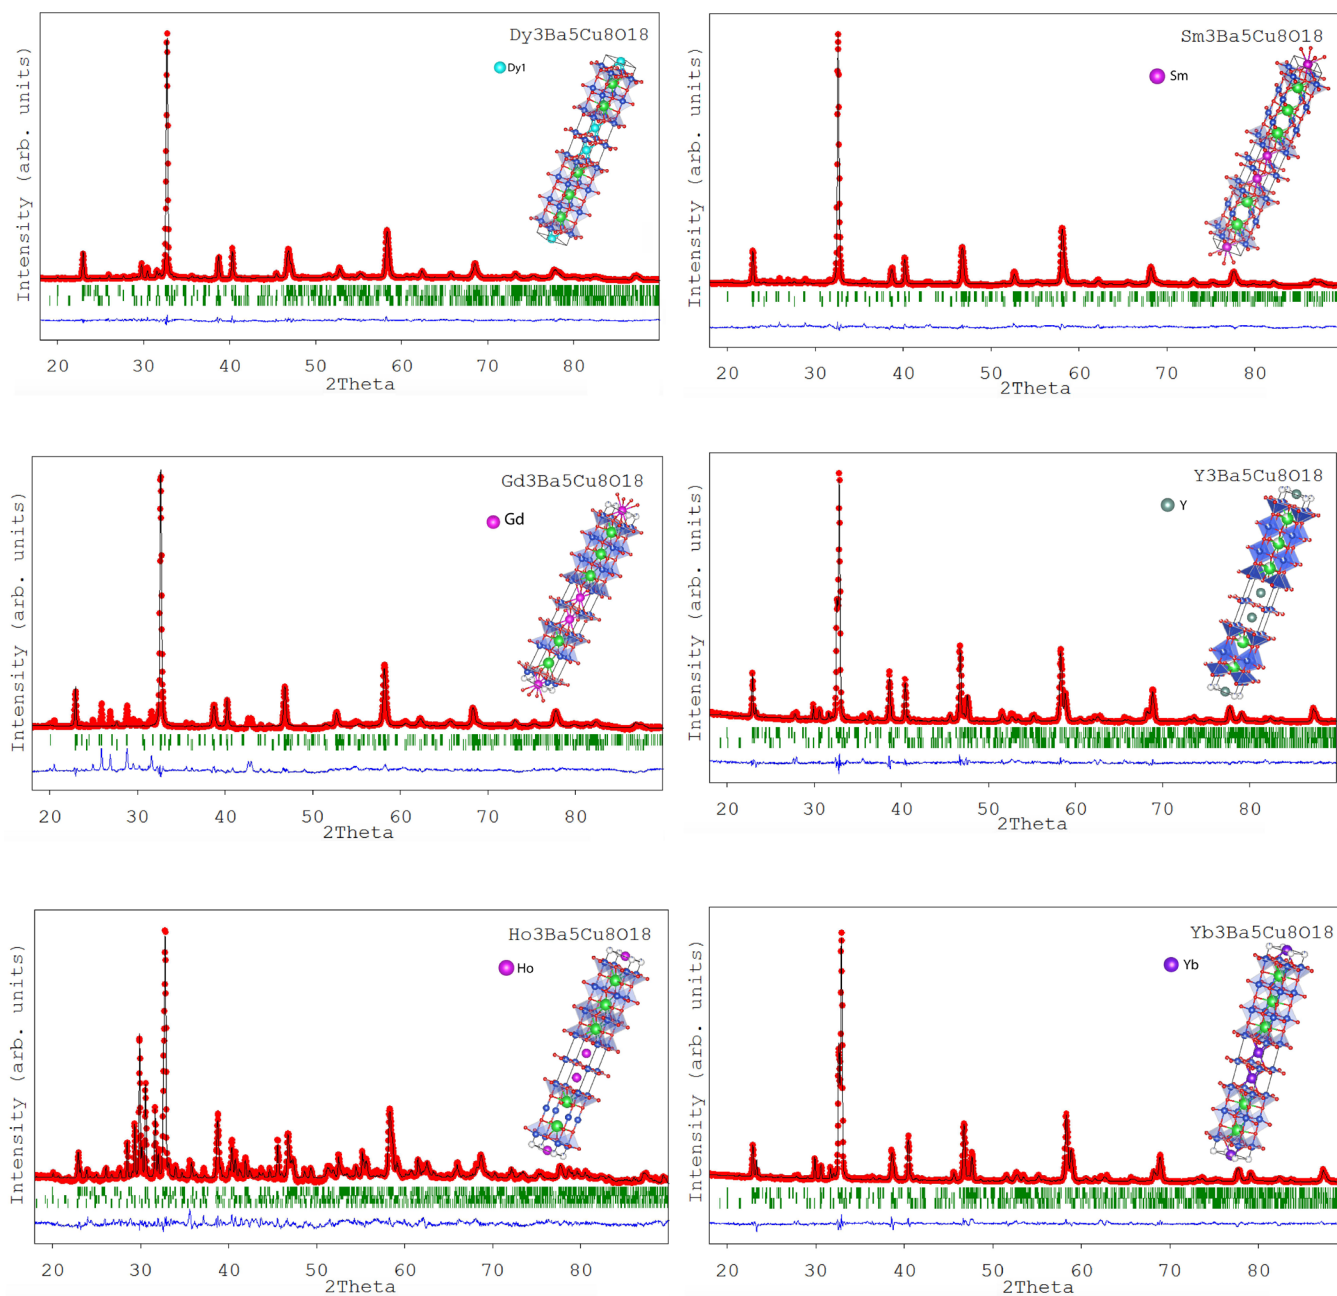 Dy3Ba5Cu8O18
Dy1
Intensity (arb. units)
20 30 40 50 60 70 80
2Theta
Sm3Ba5Cu8O18
Sm
Intensity (arb. units)
20 30 40 50 60 70 80
2Theta
Gd3Ba5Cu8O18
Gd
Intensity (arb. units)
20 30 40 50 60 70 80
2Theta
Y3Ba5Cu8O18
Y
Intensity (arb. units)
20 30 40 50 60 70 80
2Theta
Ho3Ba5Cu8O18
Ho
Intensity (arb. units)
20 30 40 50 60 70 80
2Theta
Yb3Ba5Cu8O18
Yb
Intensity (arb. units)
20 30 40 50 60 70 80
2Theta